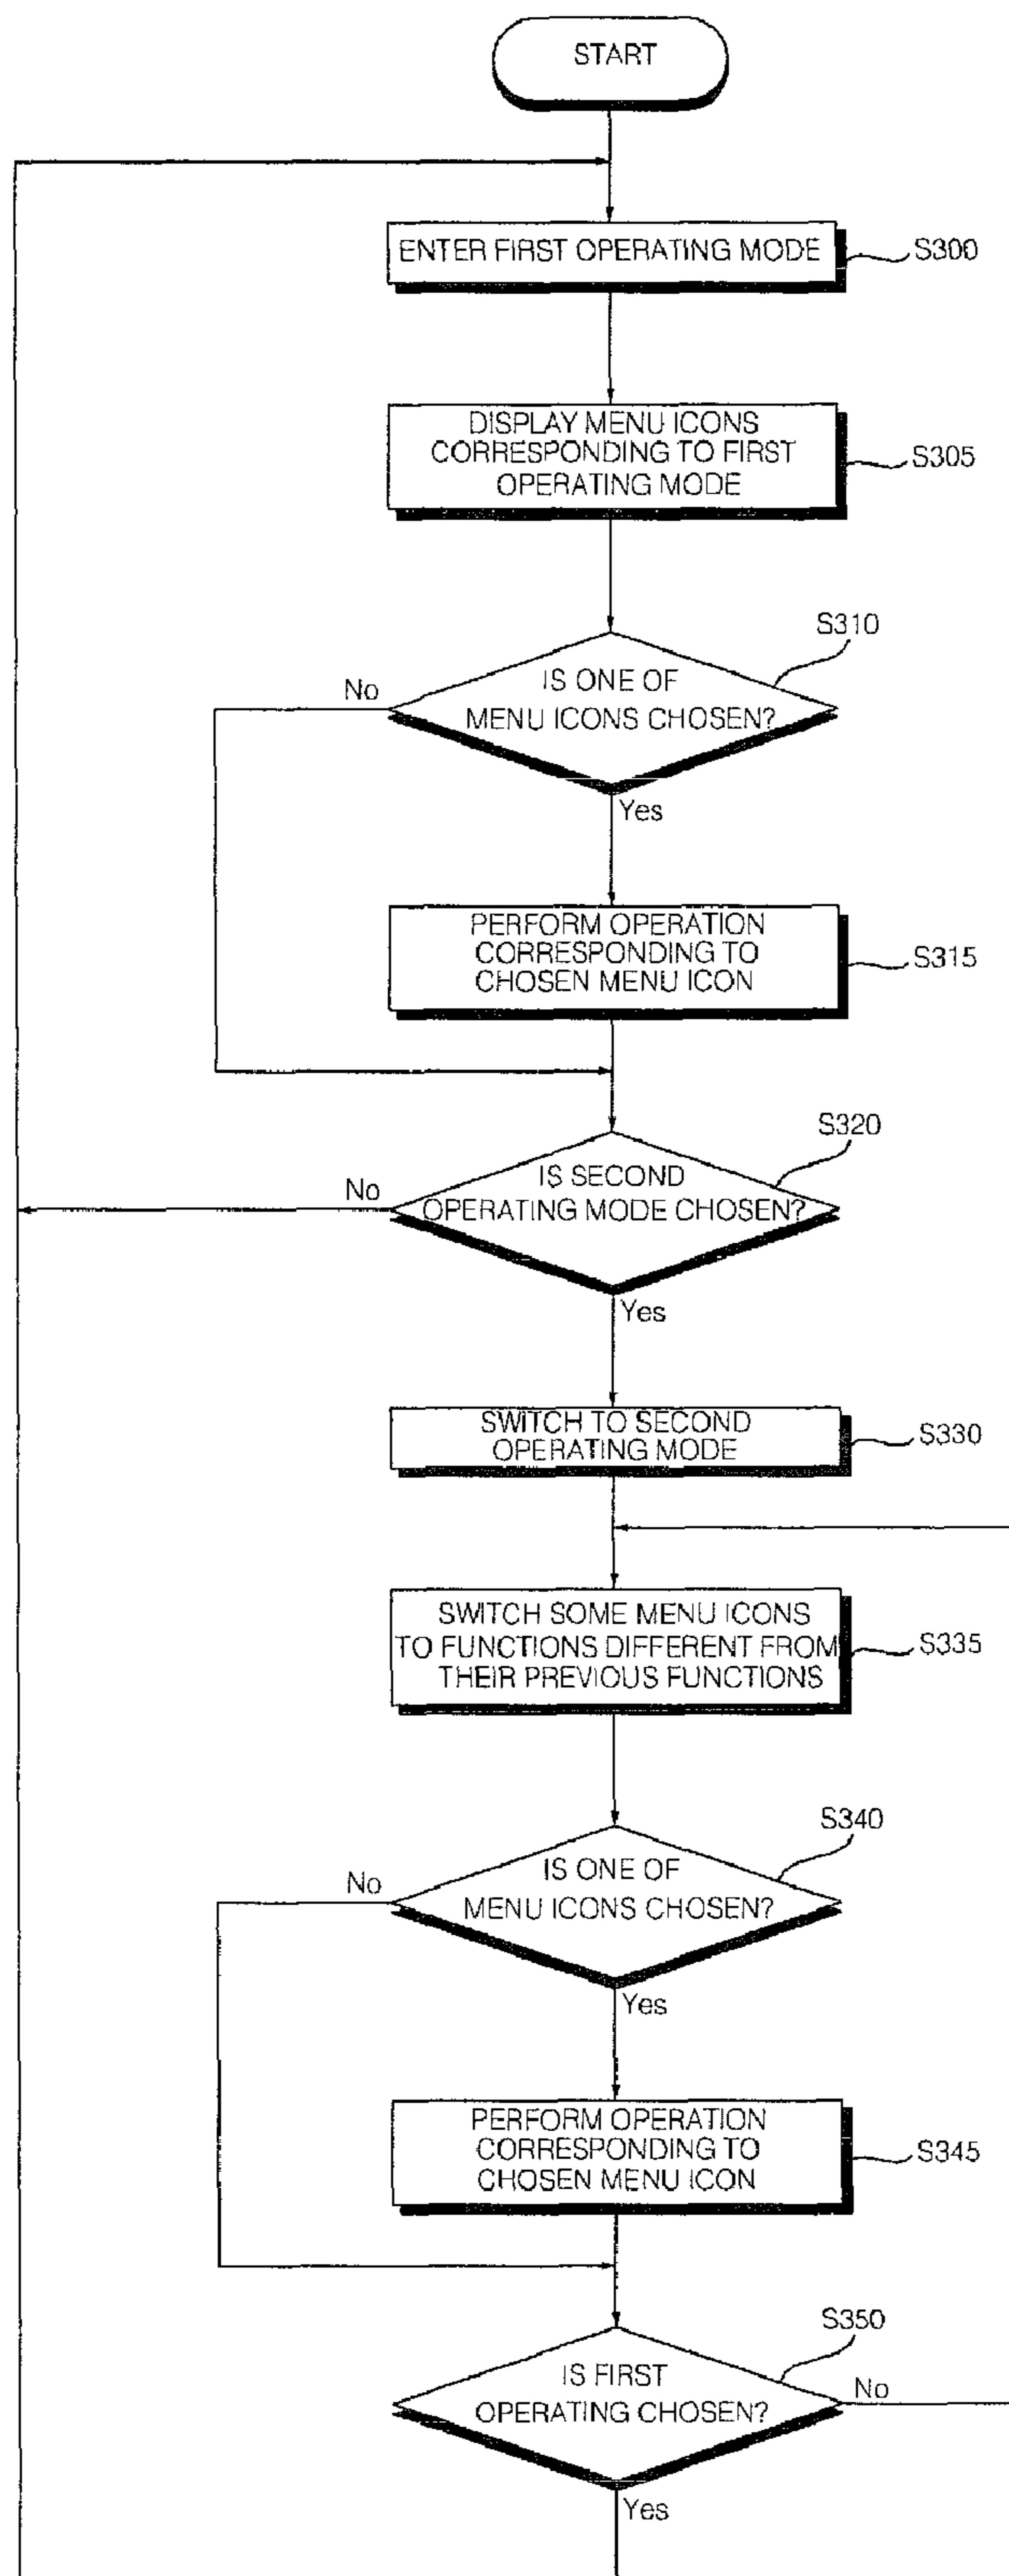 START
ENTER FIRST OPERATING MODE
S300
DISPLAY MENU ICONS
CORRESPONDING TO FIRST
OPERATING MODE
S305
S310
IS ONE OF
MENU ICONS CHOSEN?
No
Yes
PERFORM OPERATION
CORRESPONDING TO
CHOSEN MENU ICON
S315
S320
IS SECOND
OPERATING MODE CHOSEN?
No
Yes
SWITCH TO SECOND
OPERATING MODE
S330
SWITCH SOME MENU ICONS
TO FUNCTIONS DIFFERENT FROM
THEIR PREVIOUS FUNCTIONS
S335
S340
IS ONE OF
MENU ICONS CHOSEN?
No
Yes
PERFORM OPERATION
CORRESPONDING TO
CHOSEN MENU ICON
S345
S350
IS FIRST
OPERATING CHOSEN?
No
Yes